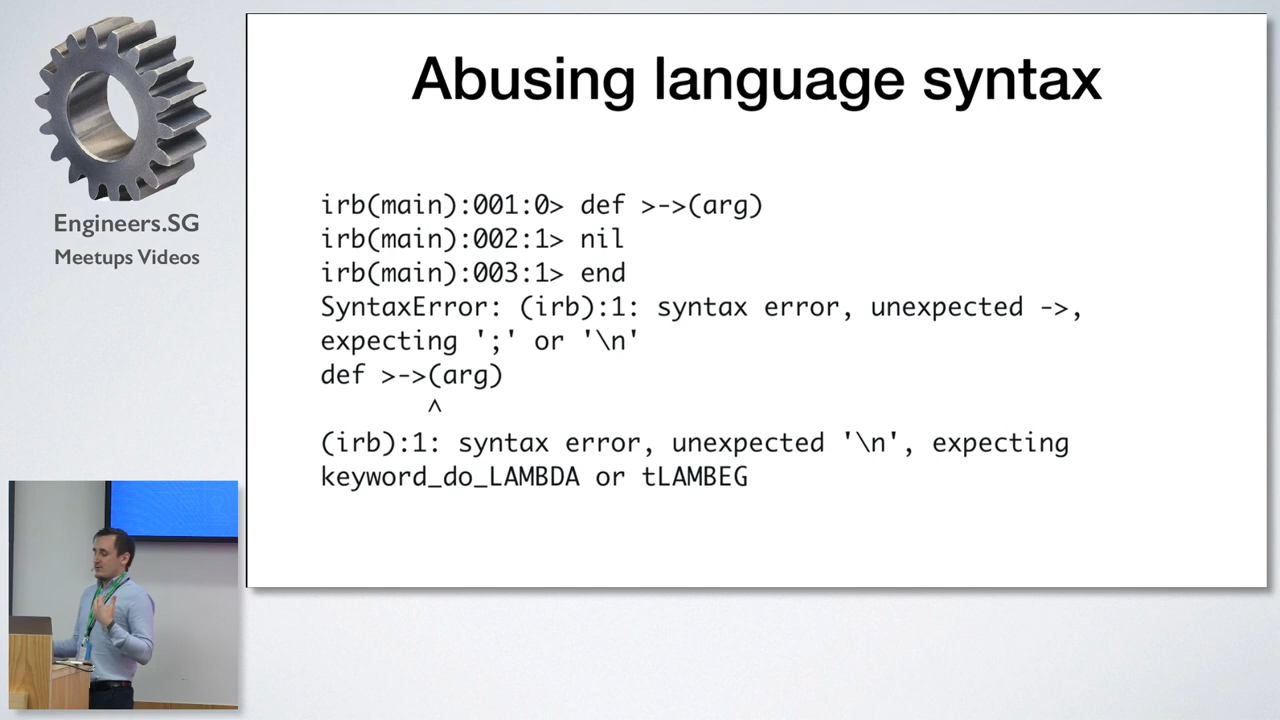 Engineers.SG
Meetups Videos
Abusing language syntax
irb(main):001:0> def >->(arg)
irb(main):002:1> nil
irb(main):003:1> end
SyntaxError: (irb):1: syntax error, unexpected ->,
expecting ';' or '\n'
def >->(arg)
^
(irb):1: syntax error, unexpected '\n', expecting
keyword_do_LAMBDA or tLAMBEG